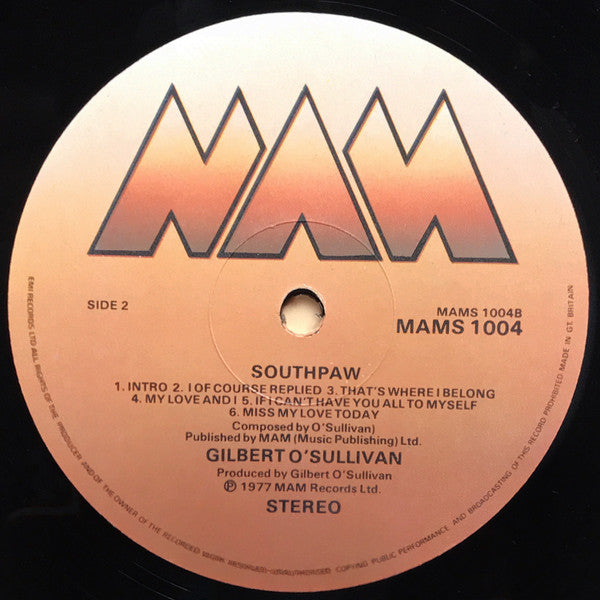 MAM
SIDE 2
MAMS 1004B
MAMS 1004
SOUTHPAW
1. INTRO 2. I OF COURSE REPLIED 3. THAT'S WHERE I BELONG
4. MY LOVE AND I 5. IF I CAN'T HAVE YOU ALL TO MYSELF
6. MISS MY LOVE TODAY
Composed by O'Sullivan)
Published by MAM (Music Publishing) Ltd.
GILBERT O'SULLIVAN
Produced by Gilbert O'Sullivan
℗ 1977 MAM Records Ltd.
STEREO
EMI RECORDS LTD ALL RIGHTS OF THE PRODUCER AND OF THE OWNER OF THE RECORDED WORK RESERVED UNAUTHORISED COPYING PUBLIC PERFORMANCE AND BROADCASTING OF THIS RECORD PROHIBITED MADE IN GT. BRITAIN